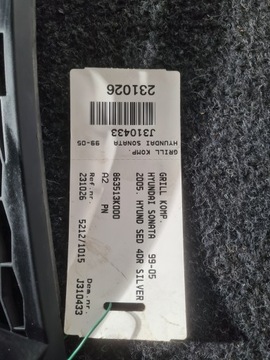 231026
J310433
HYUNDAI SONATA 99-05
GRILL KOMP.
GRILL KOMP.
HYUNDAI SONATA 99-05
2005. HYUND SED 4DR SILVER
863513K000
A2 PN
Ref.nr. 5212/1015 Dem.nr.
231026 J310433